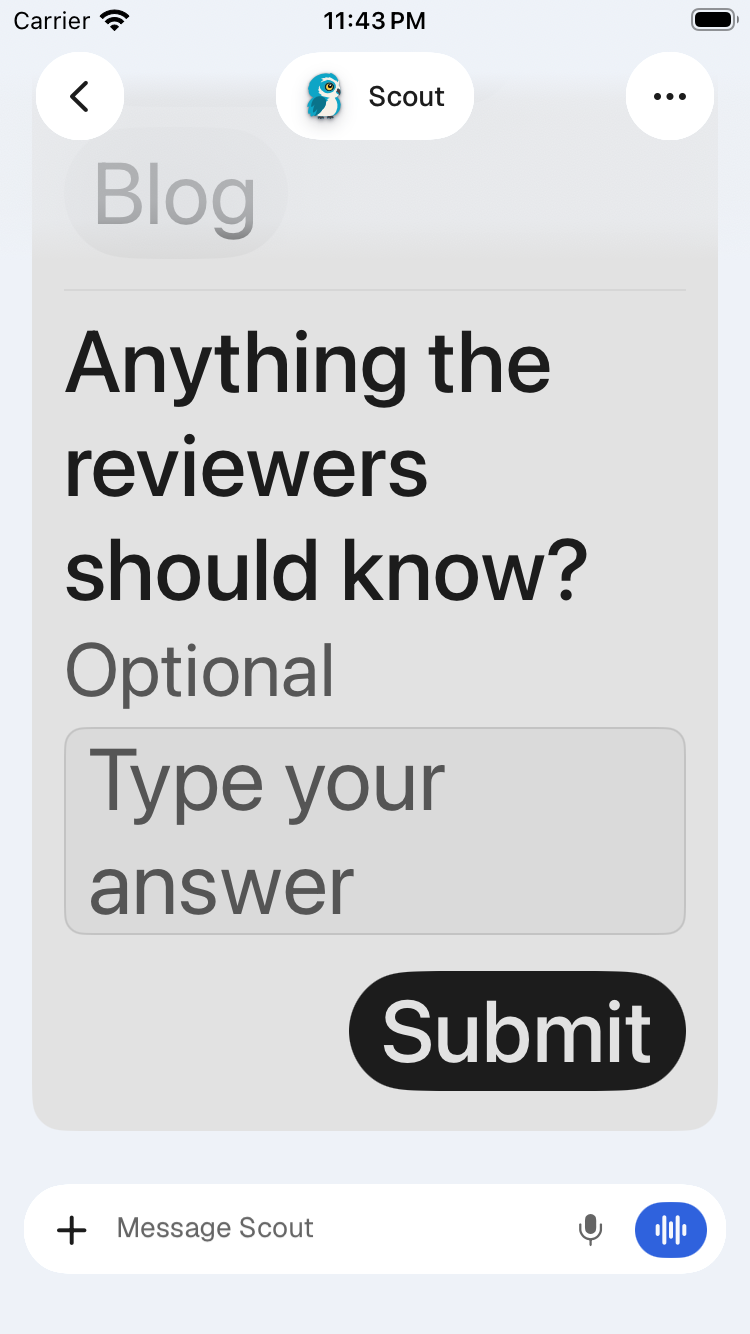 Carrier
11:43 PM
Scout
Blog
Anything the
reviewers
should know?
Optional
Type your
answer
Submit
Message Scout